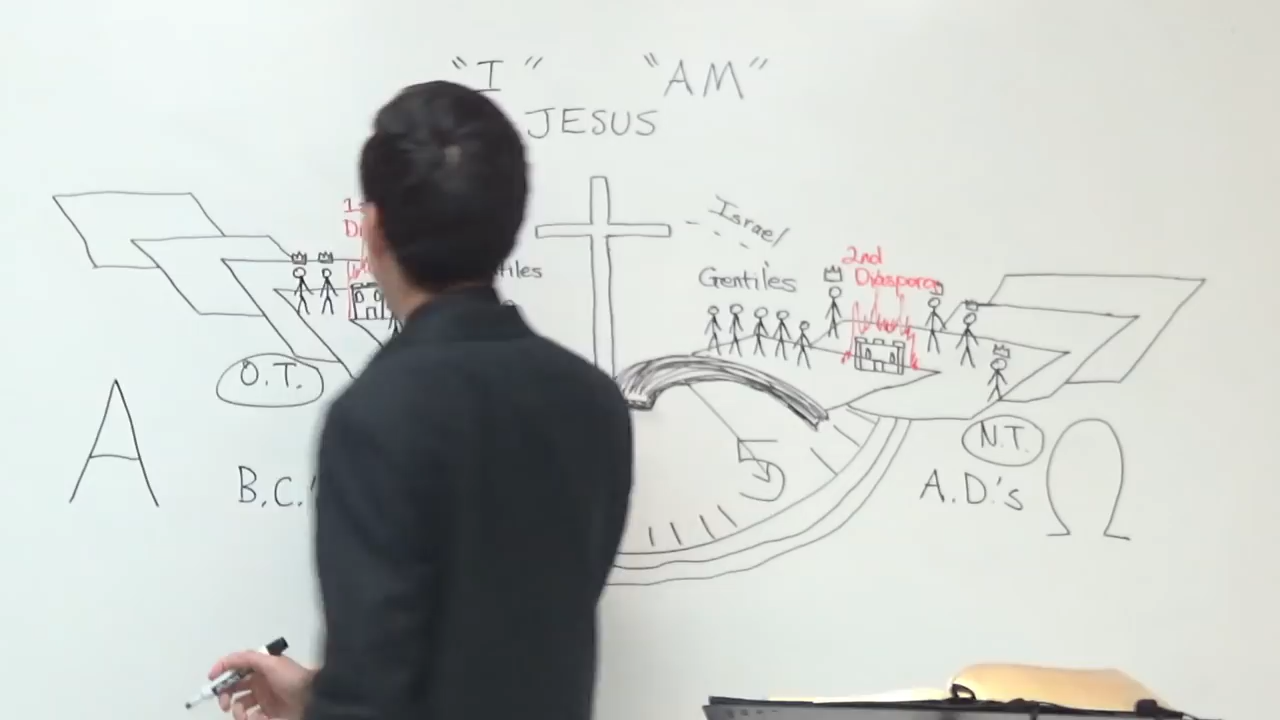 "I" "AM"
JESUS
Israel
Gentiles
2nd
Diaspora
O.T.
N.T.
A
B.C.'
A.D.'s
Ω